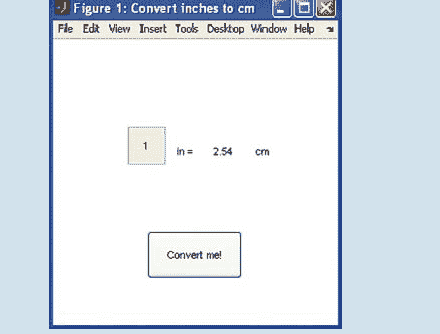 Figure 1: Convert inches to cm
File Edit View Insert Tools Desktop Window Help
1 in = 2.54 cm
Convert me!